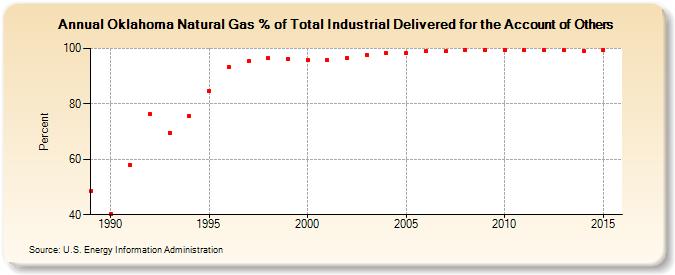 Annual Oklahoma Natural Gas % of Total Industrial Delivered for the Account of Others
Percent
100
80
60
40
1990 1995 2000 2005 2010 2015
Source: U.S. Energy Information Administration